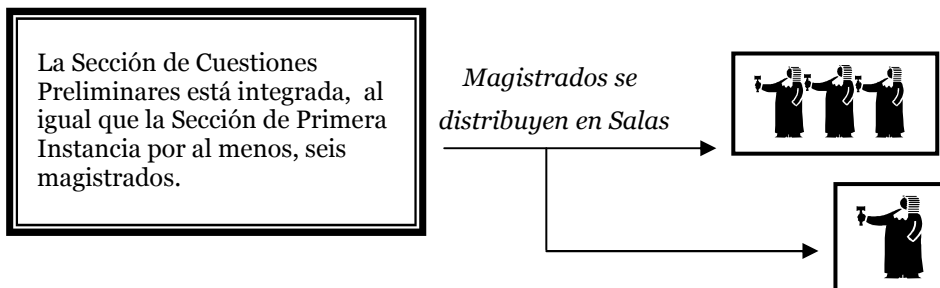 La Sección de Cuestiones
Preliminares está integrada, al
igual que la Sección de Primera
Instancia por al menos, seis
magistrados.
Magistrados se
distribuyen en Salas